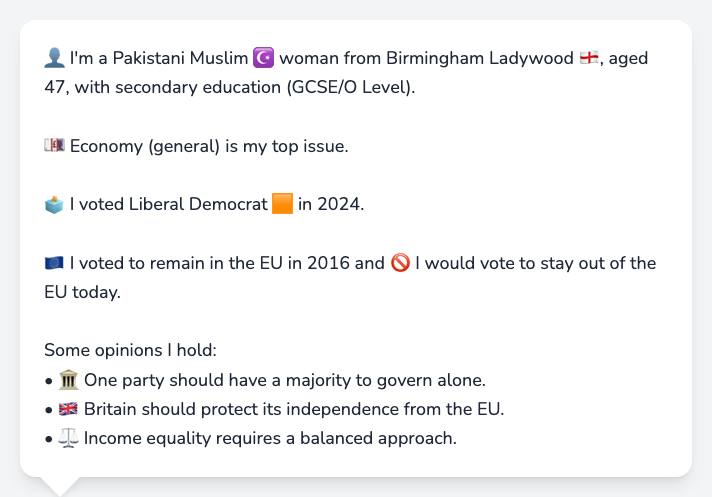 👤 I'm a Pakistani Muslim ☪️ woman from Birmingham Ladywood 🏴󠁧󠁢󠁥󠁮󠁧󠁿, aged
47, with secondary education (GCSE/O Level).
💷 Economy (general) is my top issue.
🗳️ I voted Liberal Democrat 🟧 in 2024.
🇪🇺 I voted to remain in the EU in 2016 and 🚫 I would vote to stay out of the
EU today.
Some opinions I hold:
• 🏛️ One party should have a majority to govern alone.
• 🇬🇧 Britain should protect its independence from the EU.
• ⚖️ Income equality requires a balanced approach.